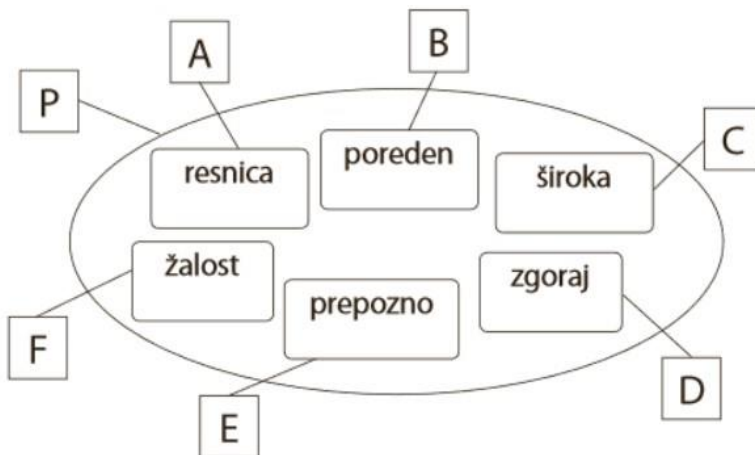 A
B
P
C
resnica
poreden
široka
žalost
prepozno
zgoraj
F
E
D